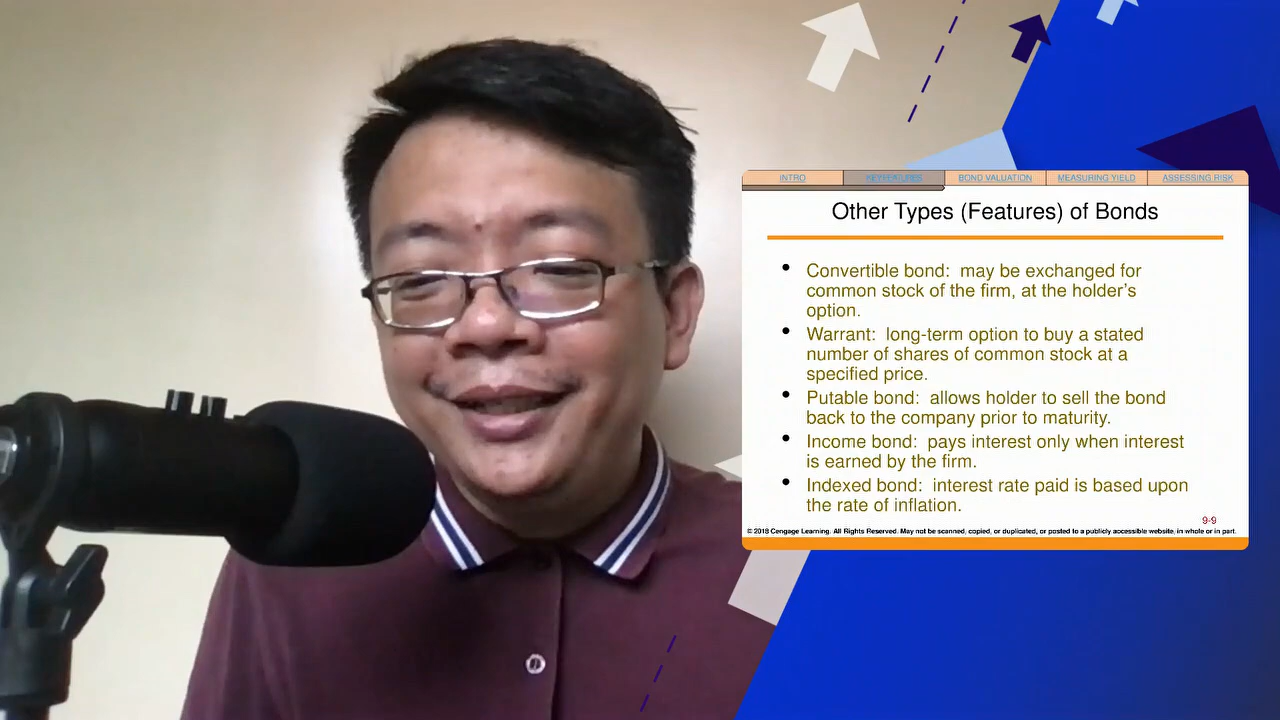 INTRO KEY FEATURES BOND VALUATION MEASURING YIELD ASSESSING RISK
Other Types (Features) of Bonds
• Convertible bond:  may be exchanged for
common stock of the firm, at the holder's
option.
• Warrant:  long-term option to buy a stated
number of shares of common stock at a
specified price.
• Putable bond:  allows holder to sell the bond
back to the company prior to maturity.
• Income bond:  pays interest only when interest
is earned by the firm.
• Indexed bond:  interest rate paid is based upon
the rate of inflation.
9-9
© 2018 Cengage Learning. All Rights Reserved. May not be scanned, copied, or duplicated, or posted to a publicly accessible website, in whole or in part.